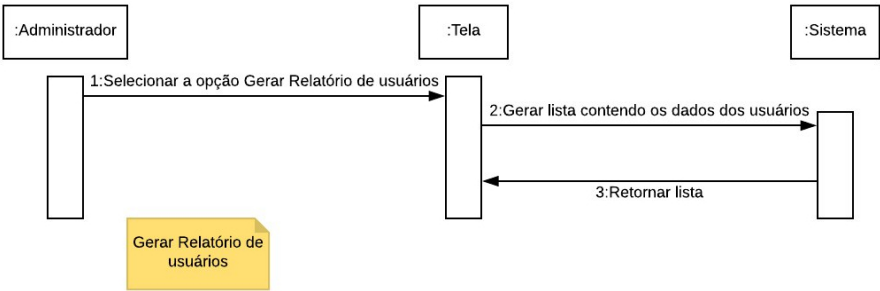 :Administrador
:Tela
:Sistema
1:Selecionar a opção Gerar Relatório de usuários
2:Gerar lista contendo os dados dos usuários
3:Retornar lista
Gerar Relatório de
usuários